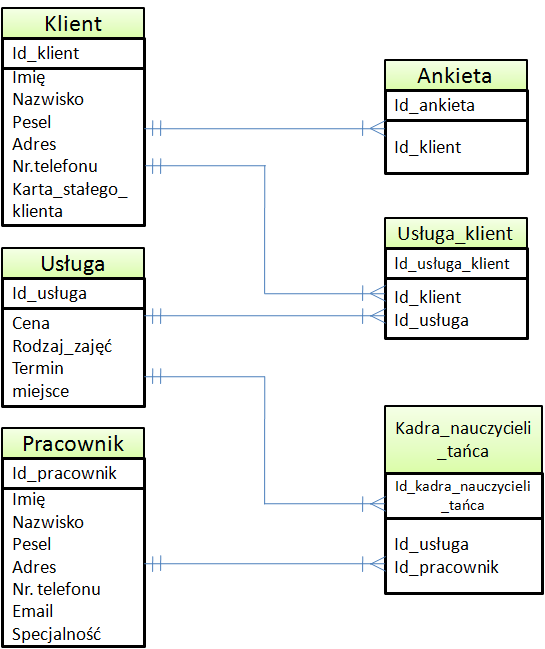 Klient
Id_klient
Imię
Nazwisko
Pesel
Adres
Nr.telefonu
Karta_stałego_
klienta
Usługa
Id_usługa
Cena
Rodzaj_zajęć
Termin
miejsce
Pracownik
Id_pracownik
Imię
Nazwisko
Pesel
Adres
Nr. telefonu
Email
Specjalność
Ankieta
Id_ankieta
Id_klient
Usługa_klient
Id_usługa_klient
Id_klient
Id_usługa
Kadra_nauczycieli
_tańca
Id_kadra_nauczycieli
_tańca
Id_usługa
Id_pracownik